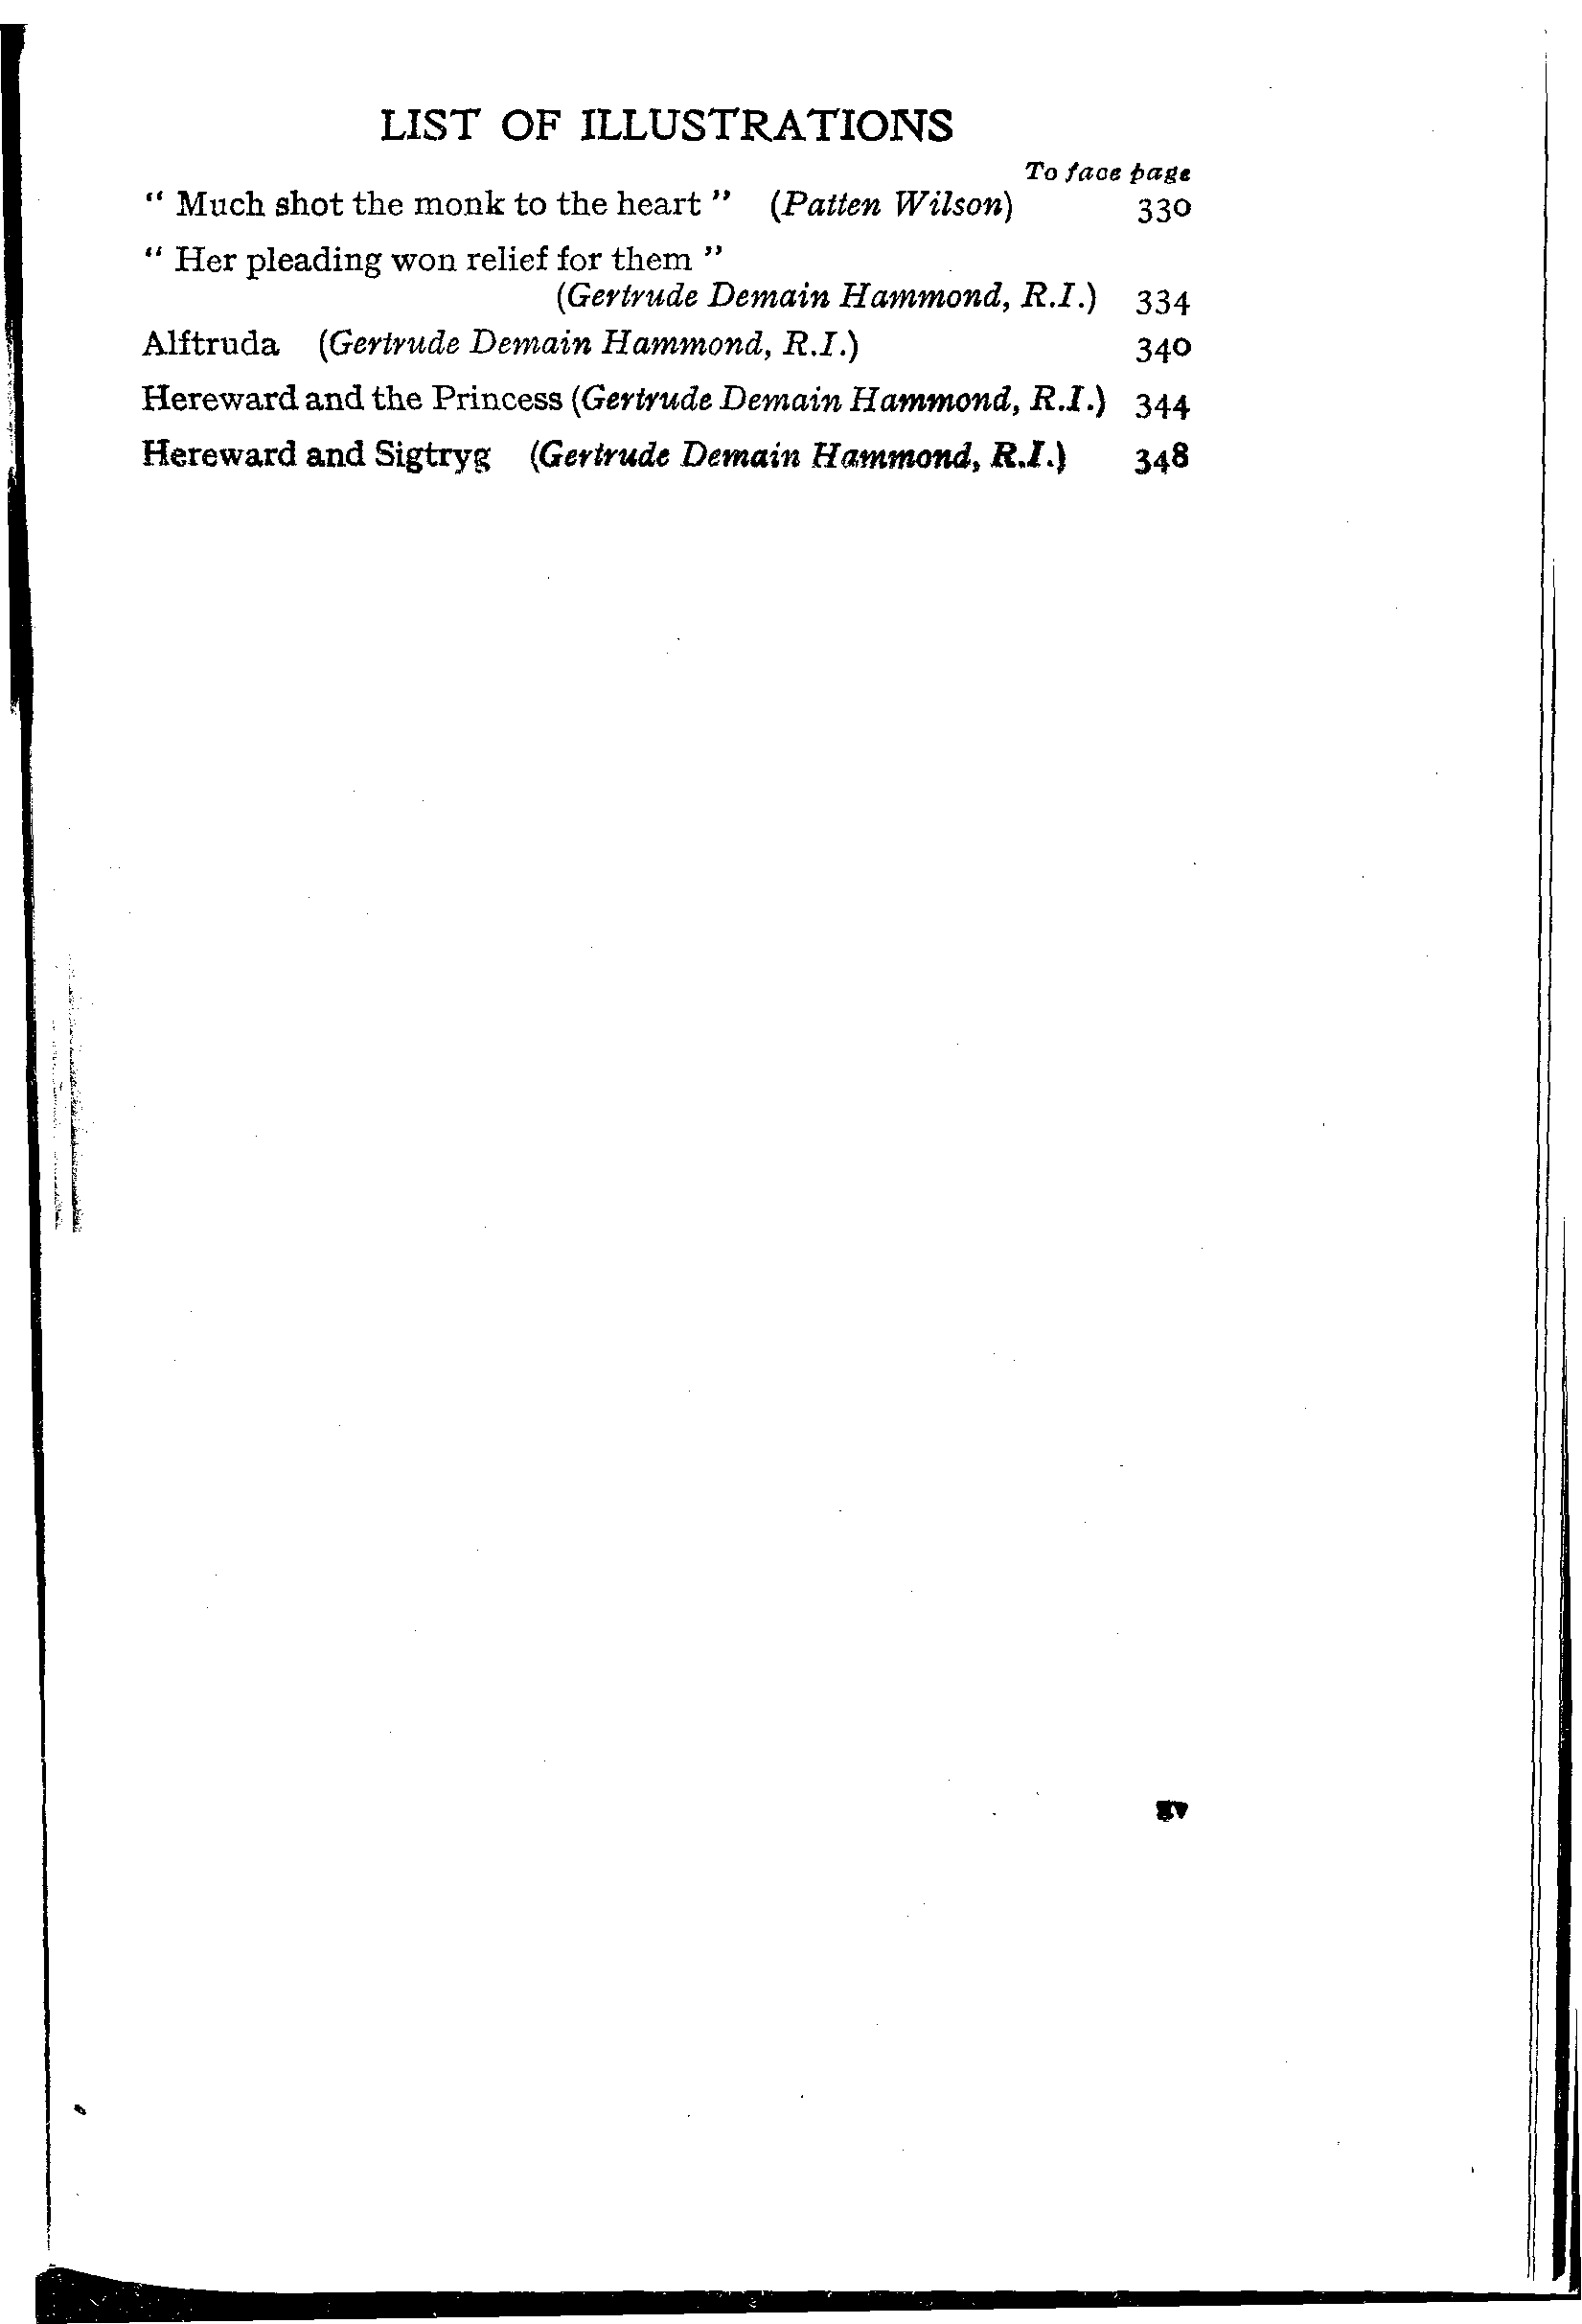 LIST OF ILLUSTRATIONS
To face page
" Much shot the monk to the heart " (Patten Wilson) 330
" Her pleading won relief for them "
(Gertrude Demain Hammond, R.I.) 334
Alftruda (Gertrude Demain Hammond, R.I.) 340
Hereward and the Princess (Gertrude Demain Hammond, R.I.) 344
Hereward and Sigtryg (Gertrude Demain Hammond, R.I.) 348
xv